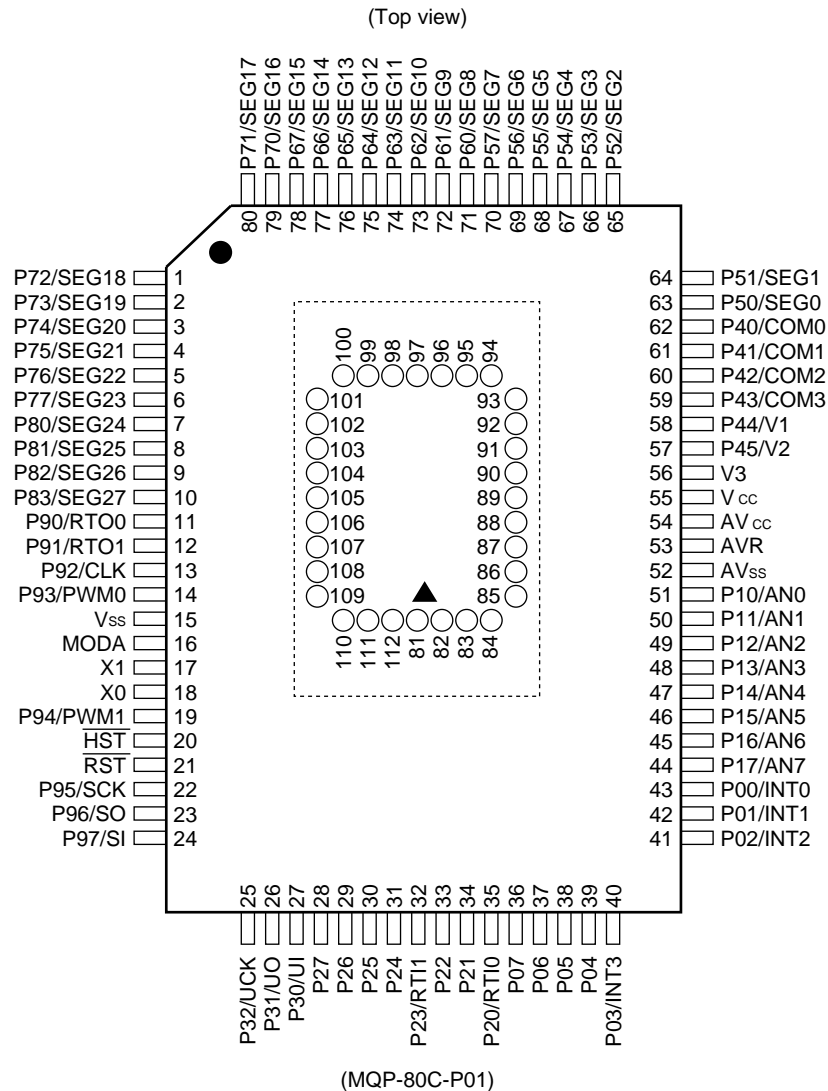 (Top view)
P71/SEG17
P70/SEG16
P67/SEG15
P66/SEG14
P65/SEG13
P64/SEG12
P63/SEG11
P62/SEG10
P61/SEG9
P60/SEG8
P57/SEG7
P56/SEG6
P55/SEG5
P54/SEG4
P53/SEG3
P52/SEG2
80
79
78
77
76
75
74
73
72
71
70
69
68
67
66
65
P72/SEG18 1
P73/SEG19 2
P74/SEG20 3
P75/SEG21 4
P76/SEG22 5
P77/SEG23 6
P80/SEG24 7
P81/SEG25 8
P82/SEG26 9
P83/SEG27 10
P90/RTO0 11
P91/RTO1 12
P92/CLK 13
P93/PWM0 14
Vss 15
MODA 16
X1 17
X0 18
P94/PWM1 19
HST 20
RST 21
P95/SCK 22
P96/SO 23
P97/SI 24
100
99
98
97
96
95
94
101
102
103
104
105
106
107
108
109
93
92
91
90
89
88
87
86
85
110
111
112
81
82
83
84
64 P51/SEG1
63 P50/SEG0
62 P40/COM0
61 P41/COM1
60 P42/COM2
59 P43/COM3
58 P44/V1
57 P45/V2
56 V3
55 Vcc
54 AVcc
53 AVR
52 AVss
51 P10/AN0
50 P11/AN1
49 P12/AN2
48 P13/AN3
47 P14/AN4
46 P15/AN5
45 P16/AN6
44 P17/AN7
43 P00/INT0
42 P01/INT1
41 P02/INT2
25
26
27
28
29
30
31
32
33
34
35
36
37
38
39
40
P32/UCK
P31/UO
P30/UI
P27
P26
P25
P24
P23/RTI1
P22
P21
P20/RTI0
P07
P06
P05
P04
P03/INT3
(MQP-80C-P01)